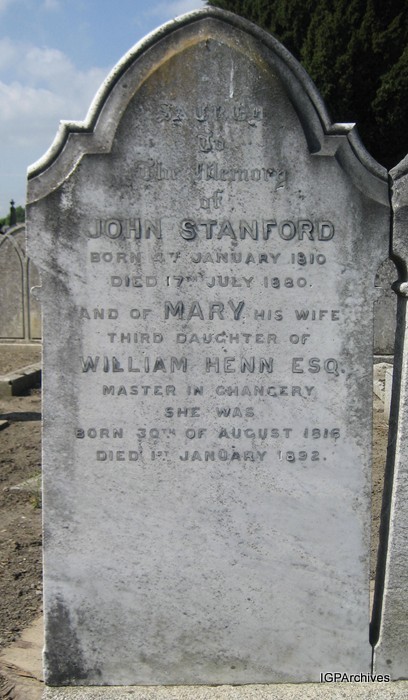 Sacred
To
The Memory
of
JOHN STANFORD
BORN 4TH JANUARY 1810
DIED 17TH JULY 1880.
AND OF MARY HIS WIFE
THIRD DAUGHTER OF
WILLIAM HENN ESQ.
MASTER IN CHANCERY
SHE WAS
BORN 30TH OF AUGUST 1816
DIED 1ST JANUARY 1892.
IGPArchives